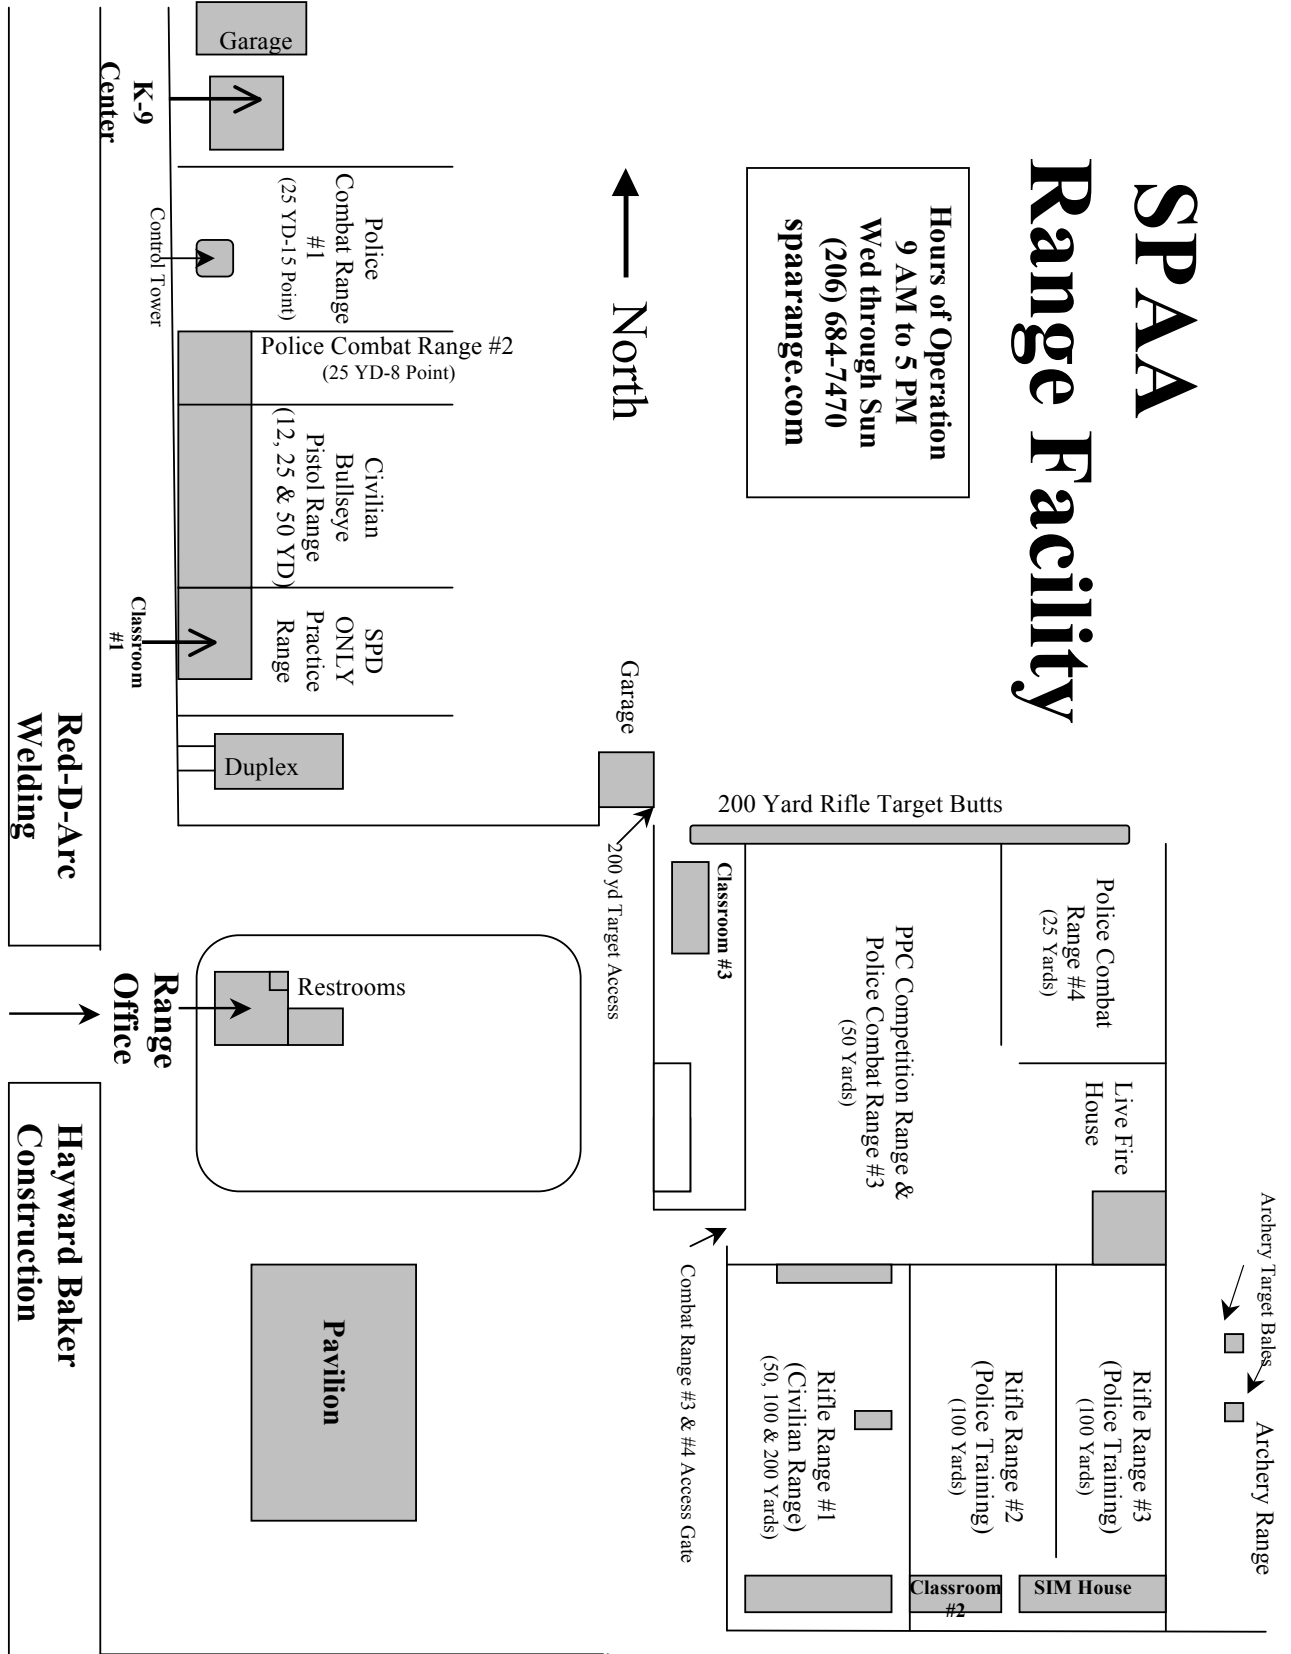 SPAA
Range Facility
Hours of Operation
9 AM to 5 PM
Wed through Sun
(206) 684-7470
spaarange.com
North
Garage
K-9
Center
Police
Combat Range
#1
(25 YD-15 Point)
Control Tower
Police Combat Range #2
(25 YD-8 Point)
Civilian
Bullseye
Pistol Range
(12, 25 & 50 YD)
SPD
ONLY
Practice
Range
Classroom
#1
Duplex
Garage
200 yd Target Access
200 Yard Rifle Target Butts
Classroom #3
Police Combat
Range #4
(25 Yards)
PPC Competition Range &
Police Combat Range #3
(50 Yards)
Live Fire
House
Archery Target Bales
Archery Range
Rifle Range #3
(Police Training)
(100 Yards)
Rifle Range #2
(Police Training)
(100 Yards)
Rifle Range #1
(Civilian Range)
(50, 100 & 200 Yards)
Combat Range #3 & #4 Access Gate
SIM House
Classroom
#2
Restrooms
Range
Office
Pavilion
Red-D-Arc
Welding
Hayward Baker
Construction